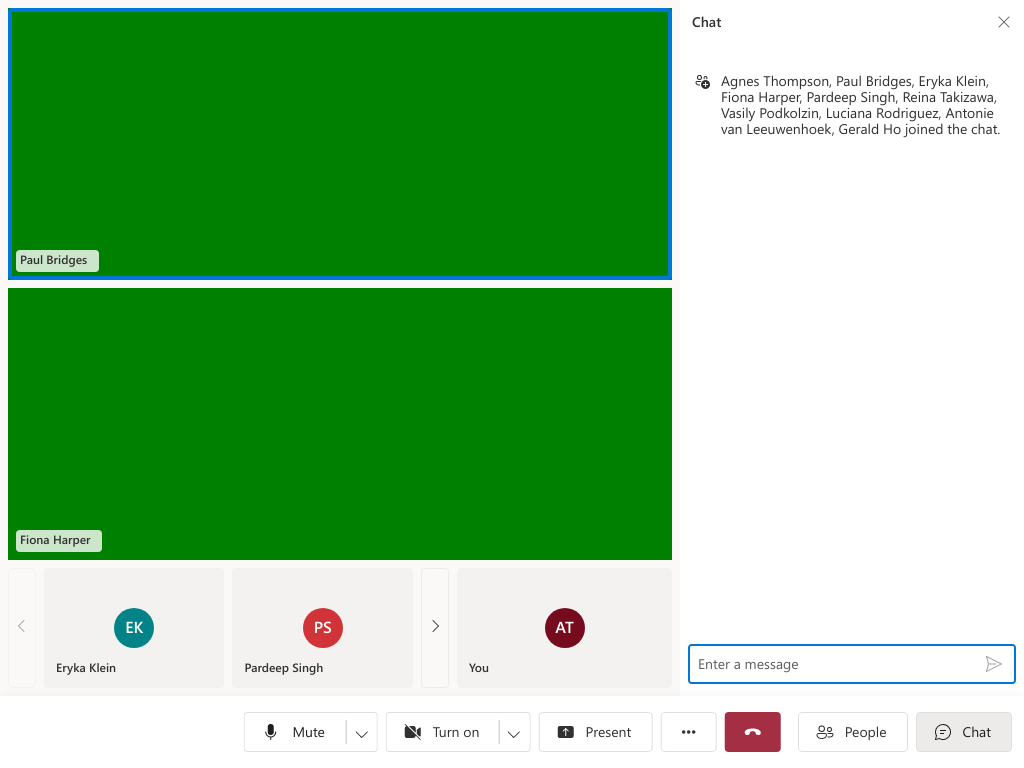 Chat
Agnes Thompson, Paul Bridges, Eryka Klein,
Fiona Harper, Pardeep Singh, Reina Takizawa,
Vasily Podkolzin, Luciana Rodriguez, Antonie
van Leeuwenhoek, Gerald Ho joined the chat.
Paul Bridges
Fiona Harper
EK
Eryka Klein
PS
Pardeep Singh
AT
You
Enter a message
Mute
Turn on
Present
People
Chat